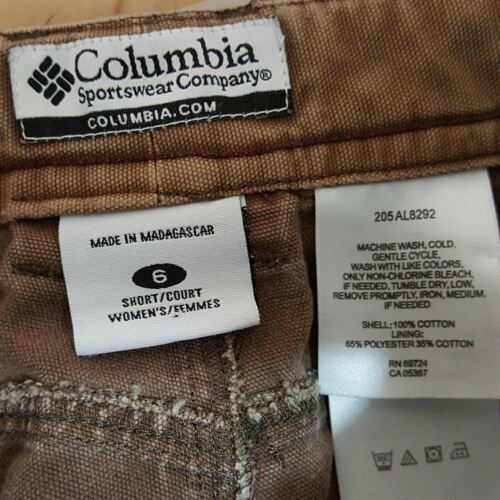 Columbia
Sportswear Company®
COLUMBIA.COM
MADE IN MADAGASCAR
6
SHORT/COURT
WOMEN'S/FEMMES
205AL8292
MACHINE WASH, COLD,
GENTLE CYCLE,
WASH WITH LIKE COLORS,
ONLY NON-CHLORINE BLEACH,
IF NEEDED, TUMBLE DRY, LOW,
REMOVE PROMPTLY, IRON, MEDIUM,
IF NEEDED.
SHELL: 100% COTTON
LINING:
65% POLYESTER 35% COTTON
RN 69724
CA 05367